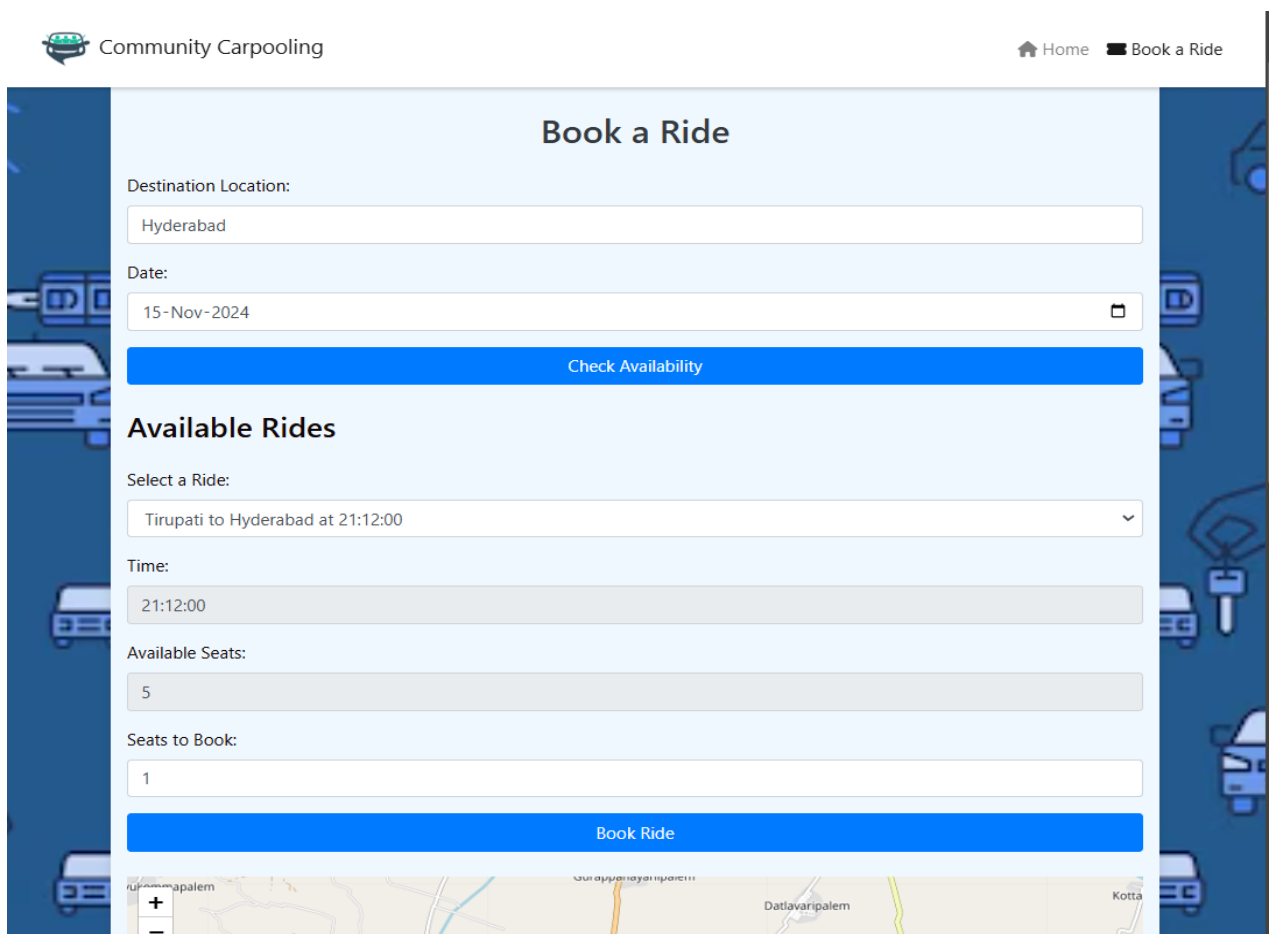 Community Carpooling
Home
Book a Ride
Book a Ride
Destination Location:
Hyderabad
Date:
15-Nov-2024
Check Availability
Available Rides
Select a Ride:
Tirupati to Hyderabad at 21:12:00
Time:
21:12:00
Available Seats:
5
Seats to Book:
1
Book Ride
+
Datlavaripalem
Kotta
−